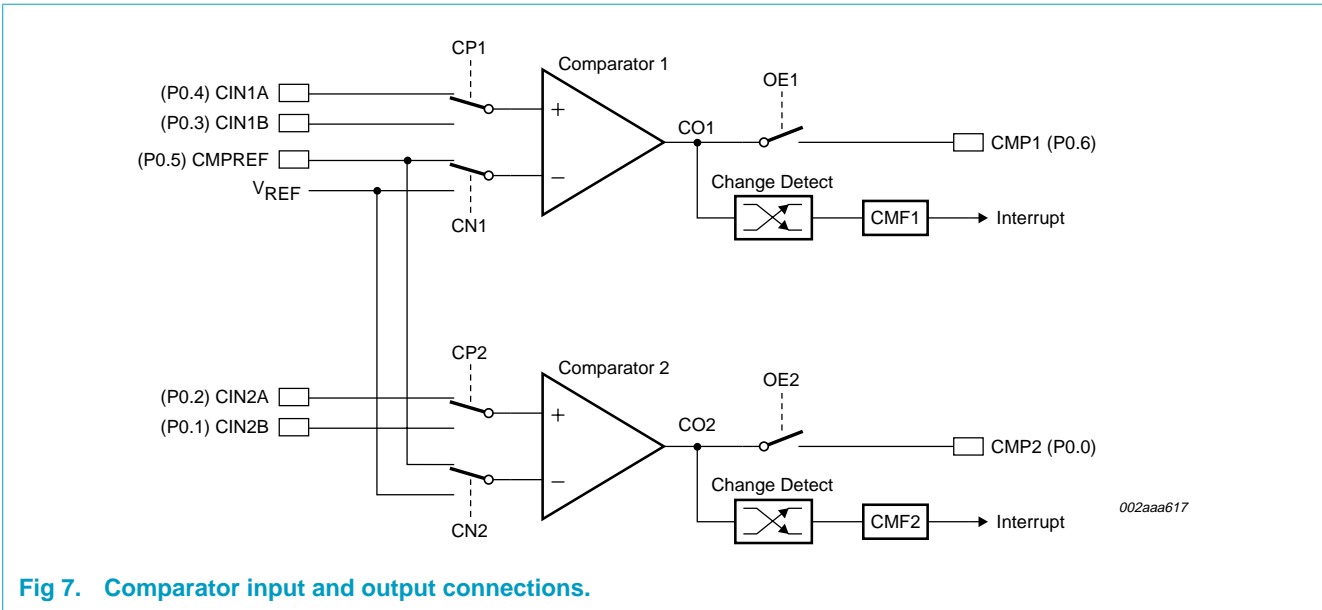 CP1
Comparator 1
OE1
(P0.4) CIN1A
+
(P0.3) CIN1B
CO1
(P0.5) CMPREF
CMP1 (P0.6)
−
VREF
Change Detect
CN1
CMF1
Interrupt
CP2
Comparator 2
OE2
(P0.2) CIN2A
+
(P0.1) CIN2B
CO2
CMP2 (P0.0)
−
Change Detect
CN2
CMF2
Interrupt
002aaa617
Fig 7. Comparator input and output connections.